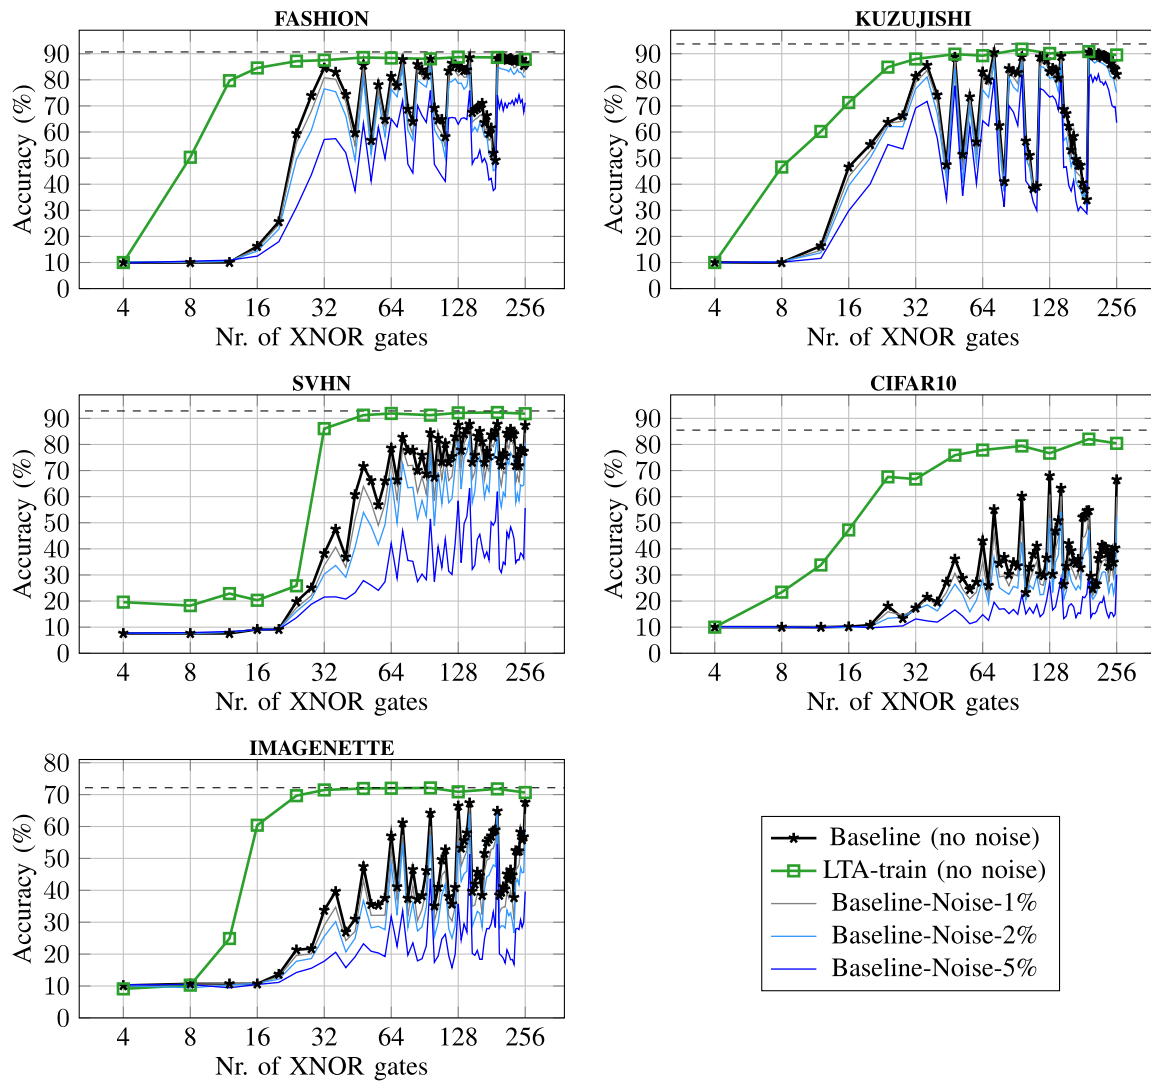 FASHION
90
80
70
60
50
40
30
20
10
0
Accuracy (%)
4 8 12 16 32 64 128 256
Nr. of XNOR gates
KUZUJISHI
90
80
70
60
50
40
30
20
10
0
Accuracy (%)
4 8 16 32 64 128 256
Nr. of XNOR gates
SVHN
90
80
70
60
50
40
30
20
10
0
Accuracy (%)
4 8 16 32 64 128 256
Nr. of XNOR gates
CIFAR10
90
80
70
60
50
40
30
20
10
0
Accuracy (%)
4 8 16 32 64 128 256
Nr. of XNOR gates
IMAGENETTE
80
70
60
50
40
30
20
10
0
Accuracy (%)
4 8 16 32 64 128 256
Nr. of XNOR gates
Baseline (no noise)
LTA-train (no noise)
Baseline-Noise-1%
Baseline-Noise-2%
Baseline-Noise-5%